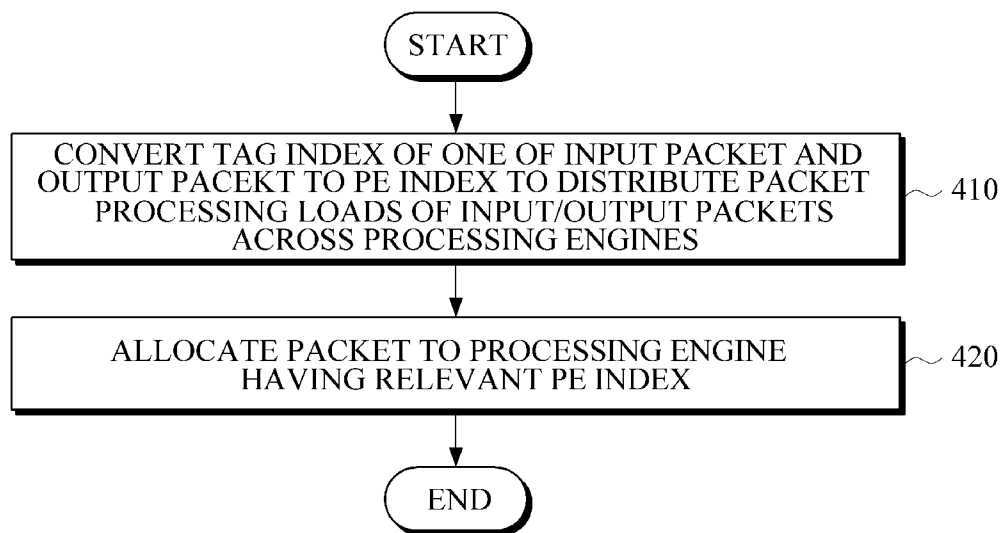 START
CONVERT TAG INDEX OF ONE OF INPUT PACKET AND
OUTPUT PACEKT TO PE INDEX TO DISTRIBUTE PACKET
PROCESSING LOADS OF INPUT/OUTPUT PACKETS
ACROSS PROCESSING ENGINES
410
ALLOCATE PACKET TO PROCESSING ENGINE
HAVING RELEVANT PE INDEX
420
END